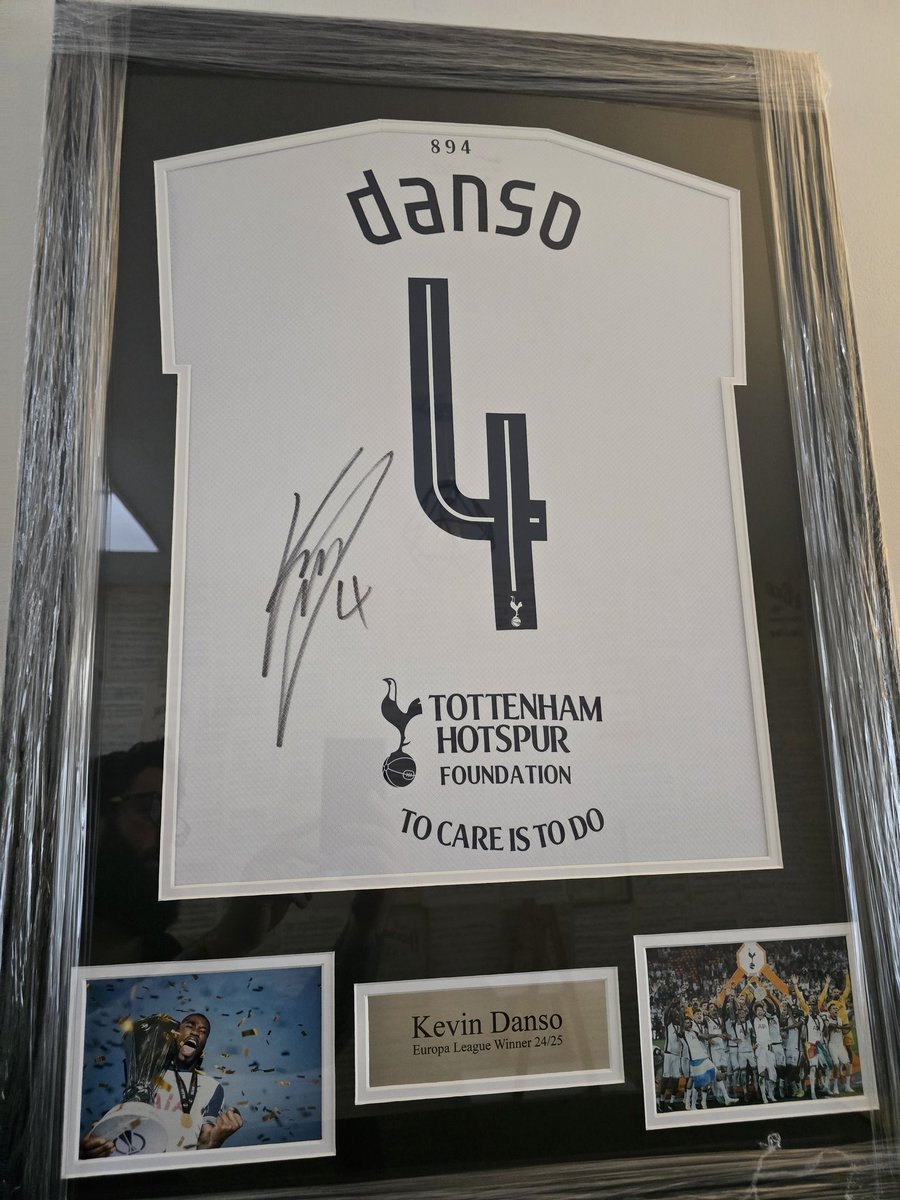 894
danso
4
4
TOTTENHAM
HOTSPUR
FOUNDATION
TO CARE IS TO DO
Kevin Danso
Europa League Winner 24/25